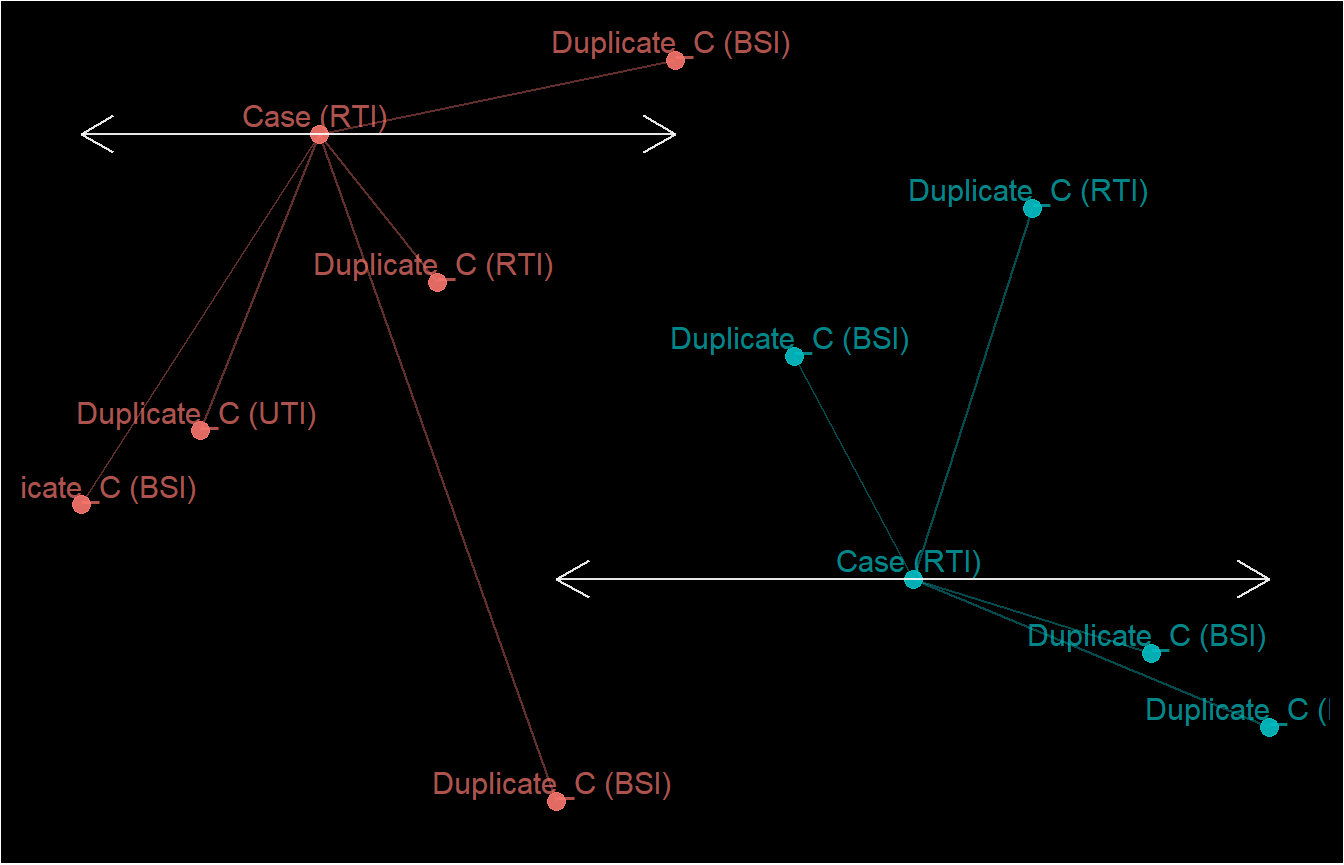 Duplicate_C (BSI)
Case (RTI)
Duplicate_C (RTI)
Duplicate_C (RTI)
Duplicate_C (BSI)
Duplicate_C (UTI)
icate_C (BSI)
Case (RTI)
Duplicate_C (BSI)
Duplicate_C (
Duplicate_C (BSI)